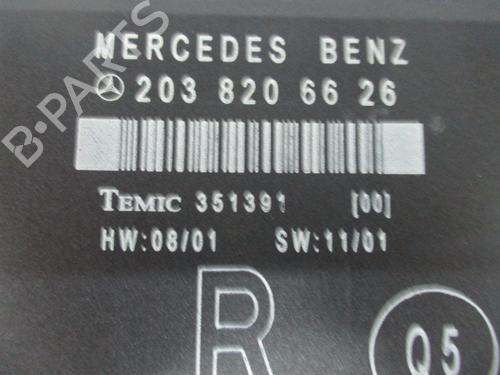 MERCEDES BENZ
203 820 66 26
TEMIC 351391 [00]
HW:08/01 SW:11/01
R
Q5
B-PARTS